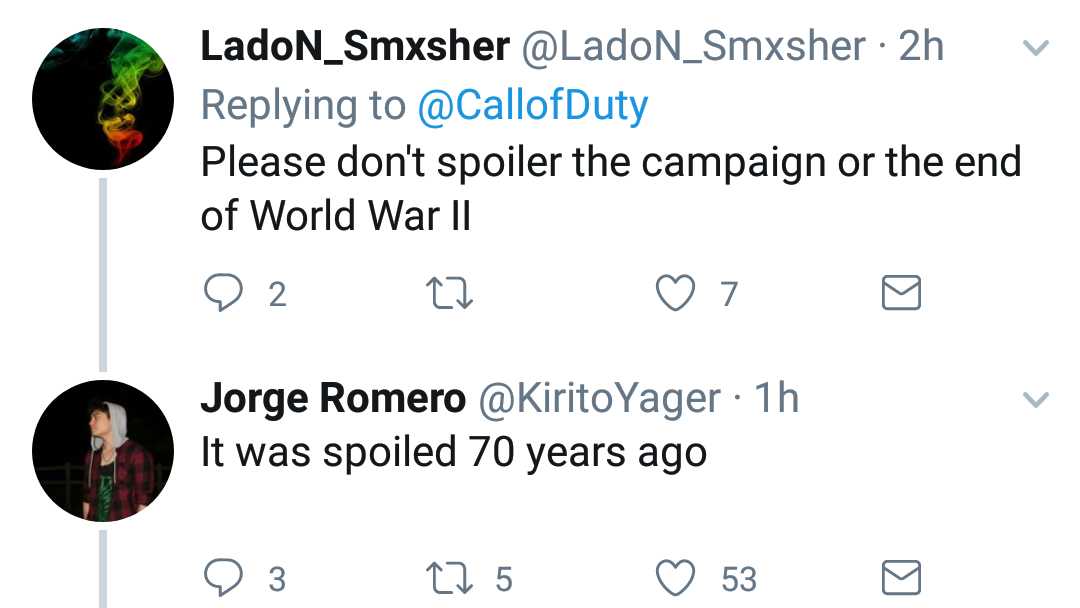 LadoN_Smxsher @LadoN_Smxsher · 2h
Replying to @CallofDuty
Please don't spoiler the campaign or the end
of World War II
2 7
Jorge Romero @KiritoYager · 1h
It was spoiled 70 years ago
3 5 53